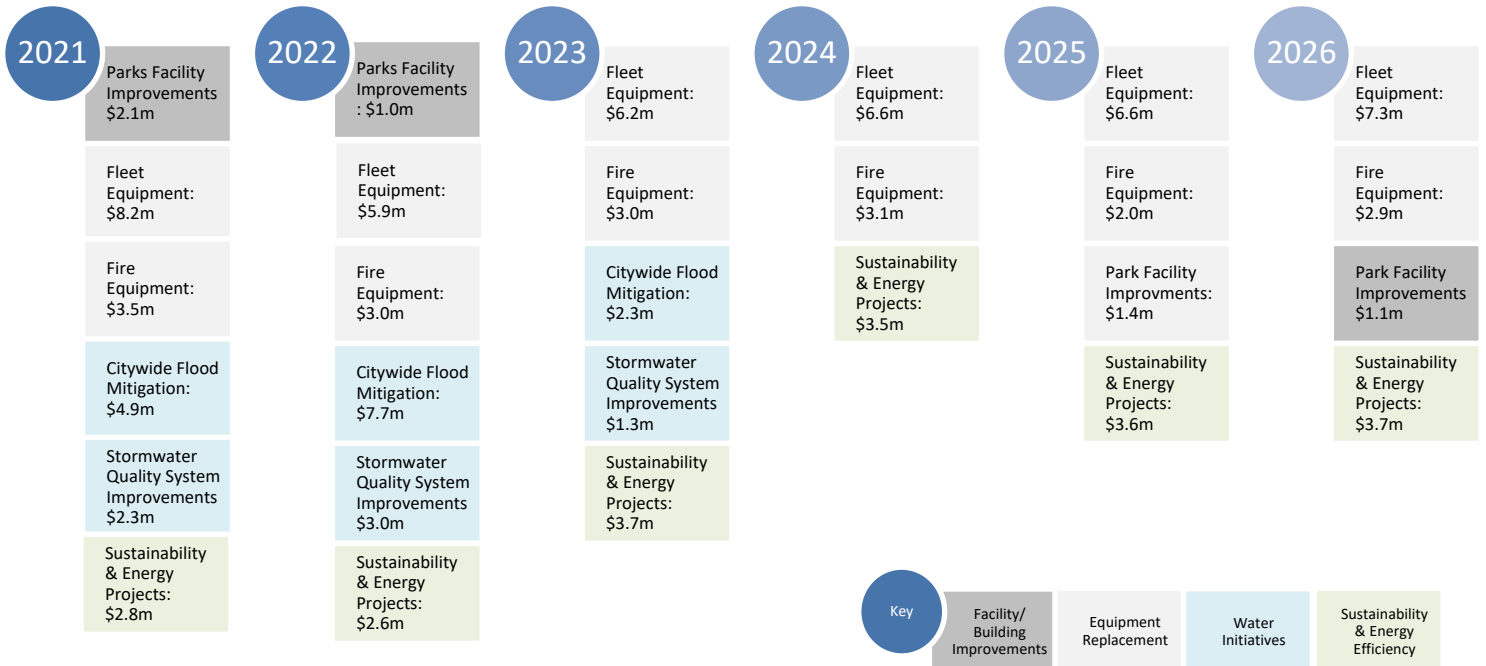 2021
Parks Facility
Improvements
$2.1m
Fleet
Equipment:
$8.2m
Fire
Equipment:
$3.5m
Citywide Flood
Mitigation:
$4.9m
Stormwater
Quality System
Improvements
$2.3m
Sustainability
& Energy
Projects:
$2.8m
2022
Parks Facility
Improvements
: $1.0m
Fleet
Equipment:
$5.9m
Fire
Equipment:
$3.0m
Citywide Flood
Mitigation:
$7.7m
Stormwater
Quality System
Improvements
$3.0m
Sustainability
& Energy
Projects:
$2.6m
2023
Fleet
Equipment:
$6.2m
Fire
Equipment:
$3.0m
Citywide Flood
Mitigation:
$2.3m
Stormwater
Quality System
Improvements
$1.3m
Sustainability
& Energy
Projects:
$3.7m
2024
Fleet
Equipment:
$6.6m
Fire
Equipment:
$3.1m
Sustainability
& Energy
Projects:
$3.5m
2025
Fleet
Equipment:
$6.6m
Fire
Equipment:
$2.0m
Park Facility
Improvments:
$1.4m
Sustainability
& Energy
Projects:
$3.6m
2026
Fleet
Equipment:
$7.3m
Fire
Equipment:
$2.9m
Park Facility
Improvements
$1.1m
Sustainability
& Energy
Projects:
$3.7m
Key
Facility/
Building
Improvements
Equipment
Replacement
Water
Initiatives
Sustainability
& Energy
Efficiency